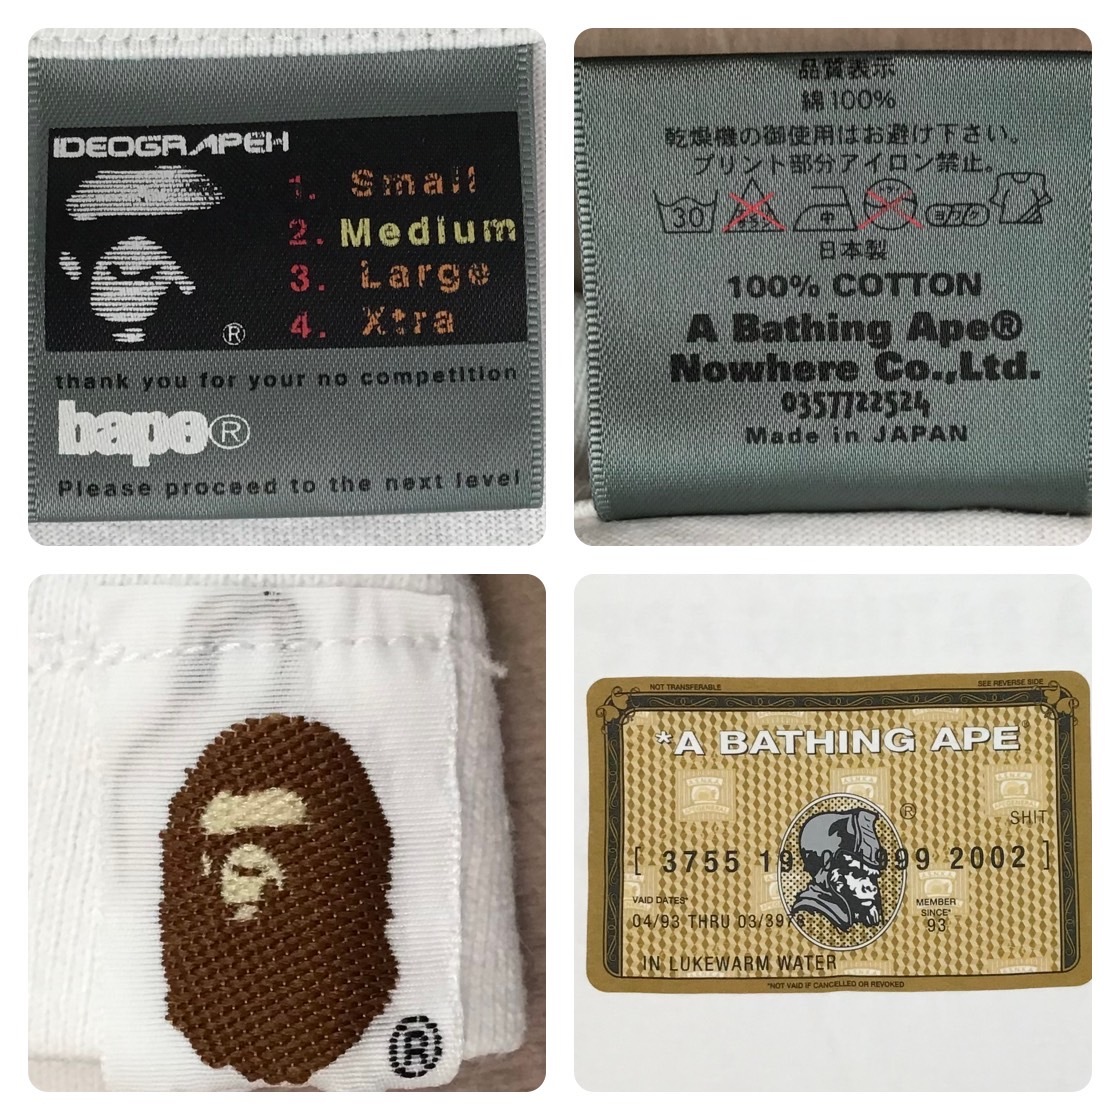 IDEOGRAPEH
1. Small
2. Medium
3. Large
4. Xtra
®
thank you for your no competition
bape®
Please proceed to the next level
品質表示
綿100%
乾燥機の御使用はお避け下さい。
プリント部分アイロン禁止。
30 中 ヨワク
日本製
100% COTTON
A Bathing Ape®
Nowhere Co.,Ltd.
0357722524
Made in JAPAN
®
NOT TRANSFERABLE
SEE REVERSE SIDE
*A BATHING APE®
®
SHIT
[ 3755 19 999 2002 ]
VAID DATES*
MEMBER
SINCE*
04/93 THRU 03/39
93
IN LUKEWARM WATER
*NOT VAID IF CANCELLED OR REVOKED